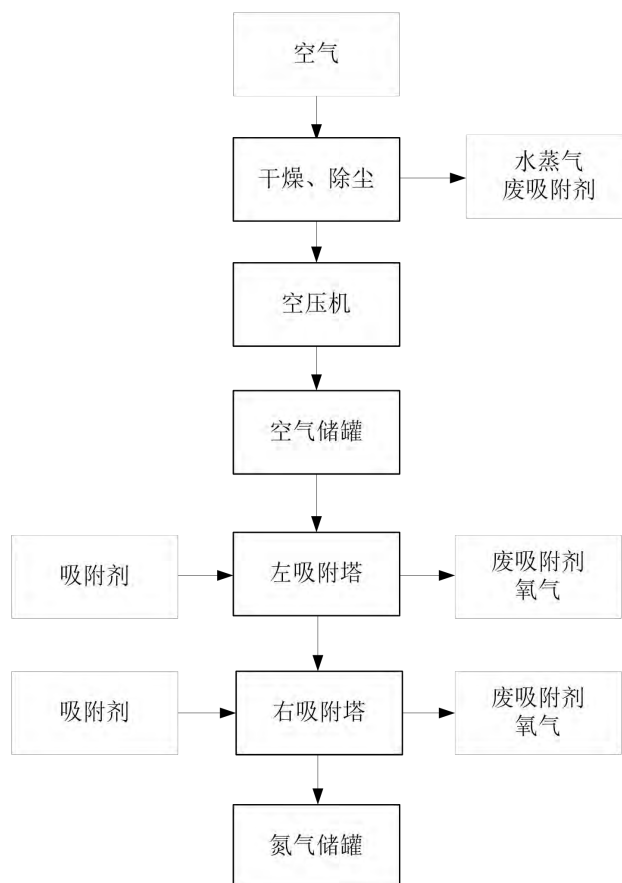 空气
干燥、除尘
水蒸气
废吸附剂
空压机
空气储罐
吸附剂
左吸附塔
废吸附剂
氧气
吸附剂
右吸附塔
废吸附剂
氧气
氮气储罐